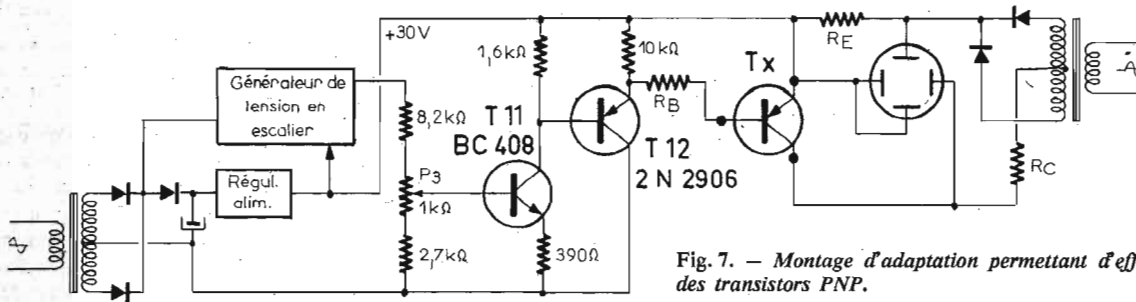 +30V
1,6kΩ
10kΩ
RE
Générateur de
tension en
escalier
8,2kΩ
T 11
BC 408
RB
Tx
T 12
2 N 2906
Régul.
alim.
P3
1kΩ
2,7kΩ
390Ω
RC
Fig. 7. — Montage d'adaptation permettant d'eff
des transistors PNP.